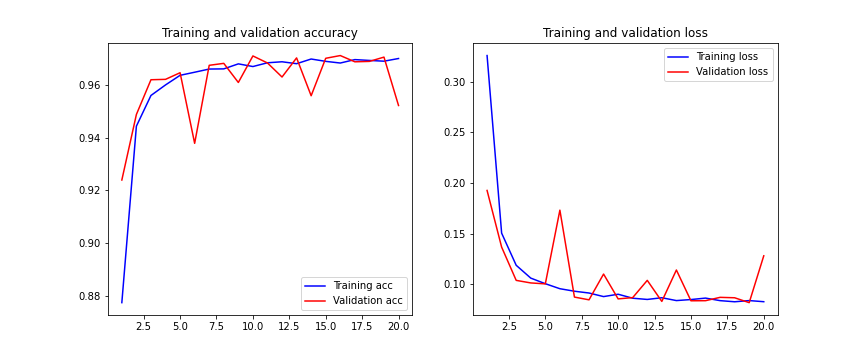 Training and validation accuracy
0.96
0.94
0.92
0.90
0.88
Training acc
Validation acc
2.5 5.0 7.5 10.0 12.5 15.0 17.5 20.0
Training and validation loss
Training loss
Validation loss
0.30
0.25
0.20
0.15
0.10
2.5 5.0 7.5 10.0 12.5 15.0 17.5 20.0